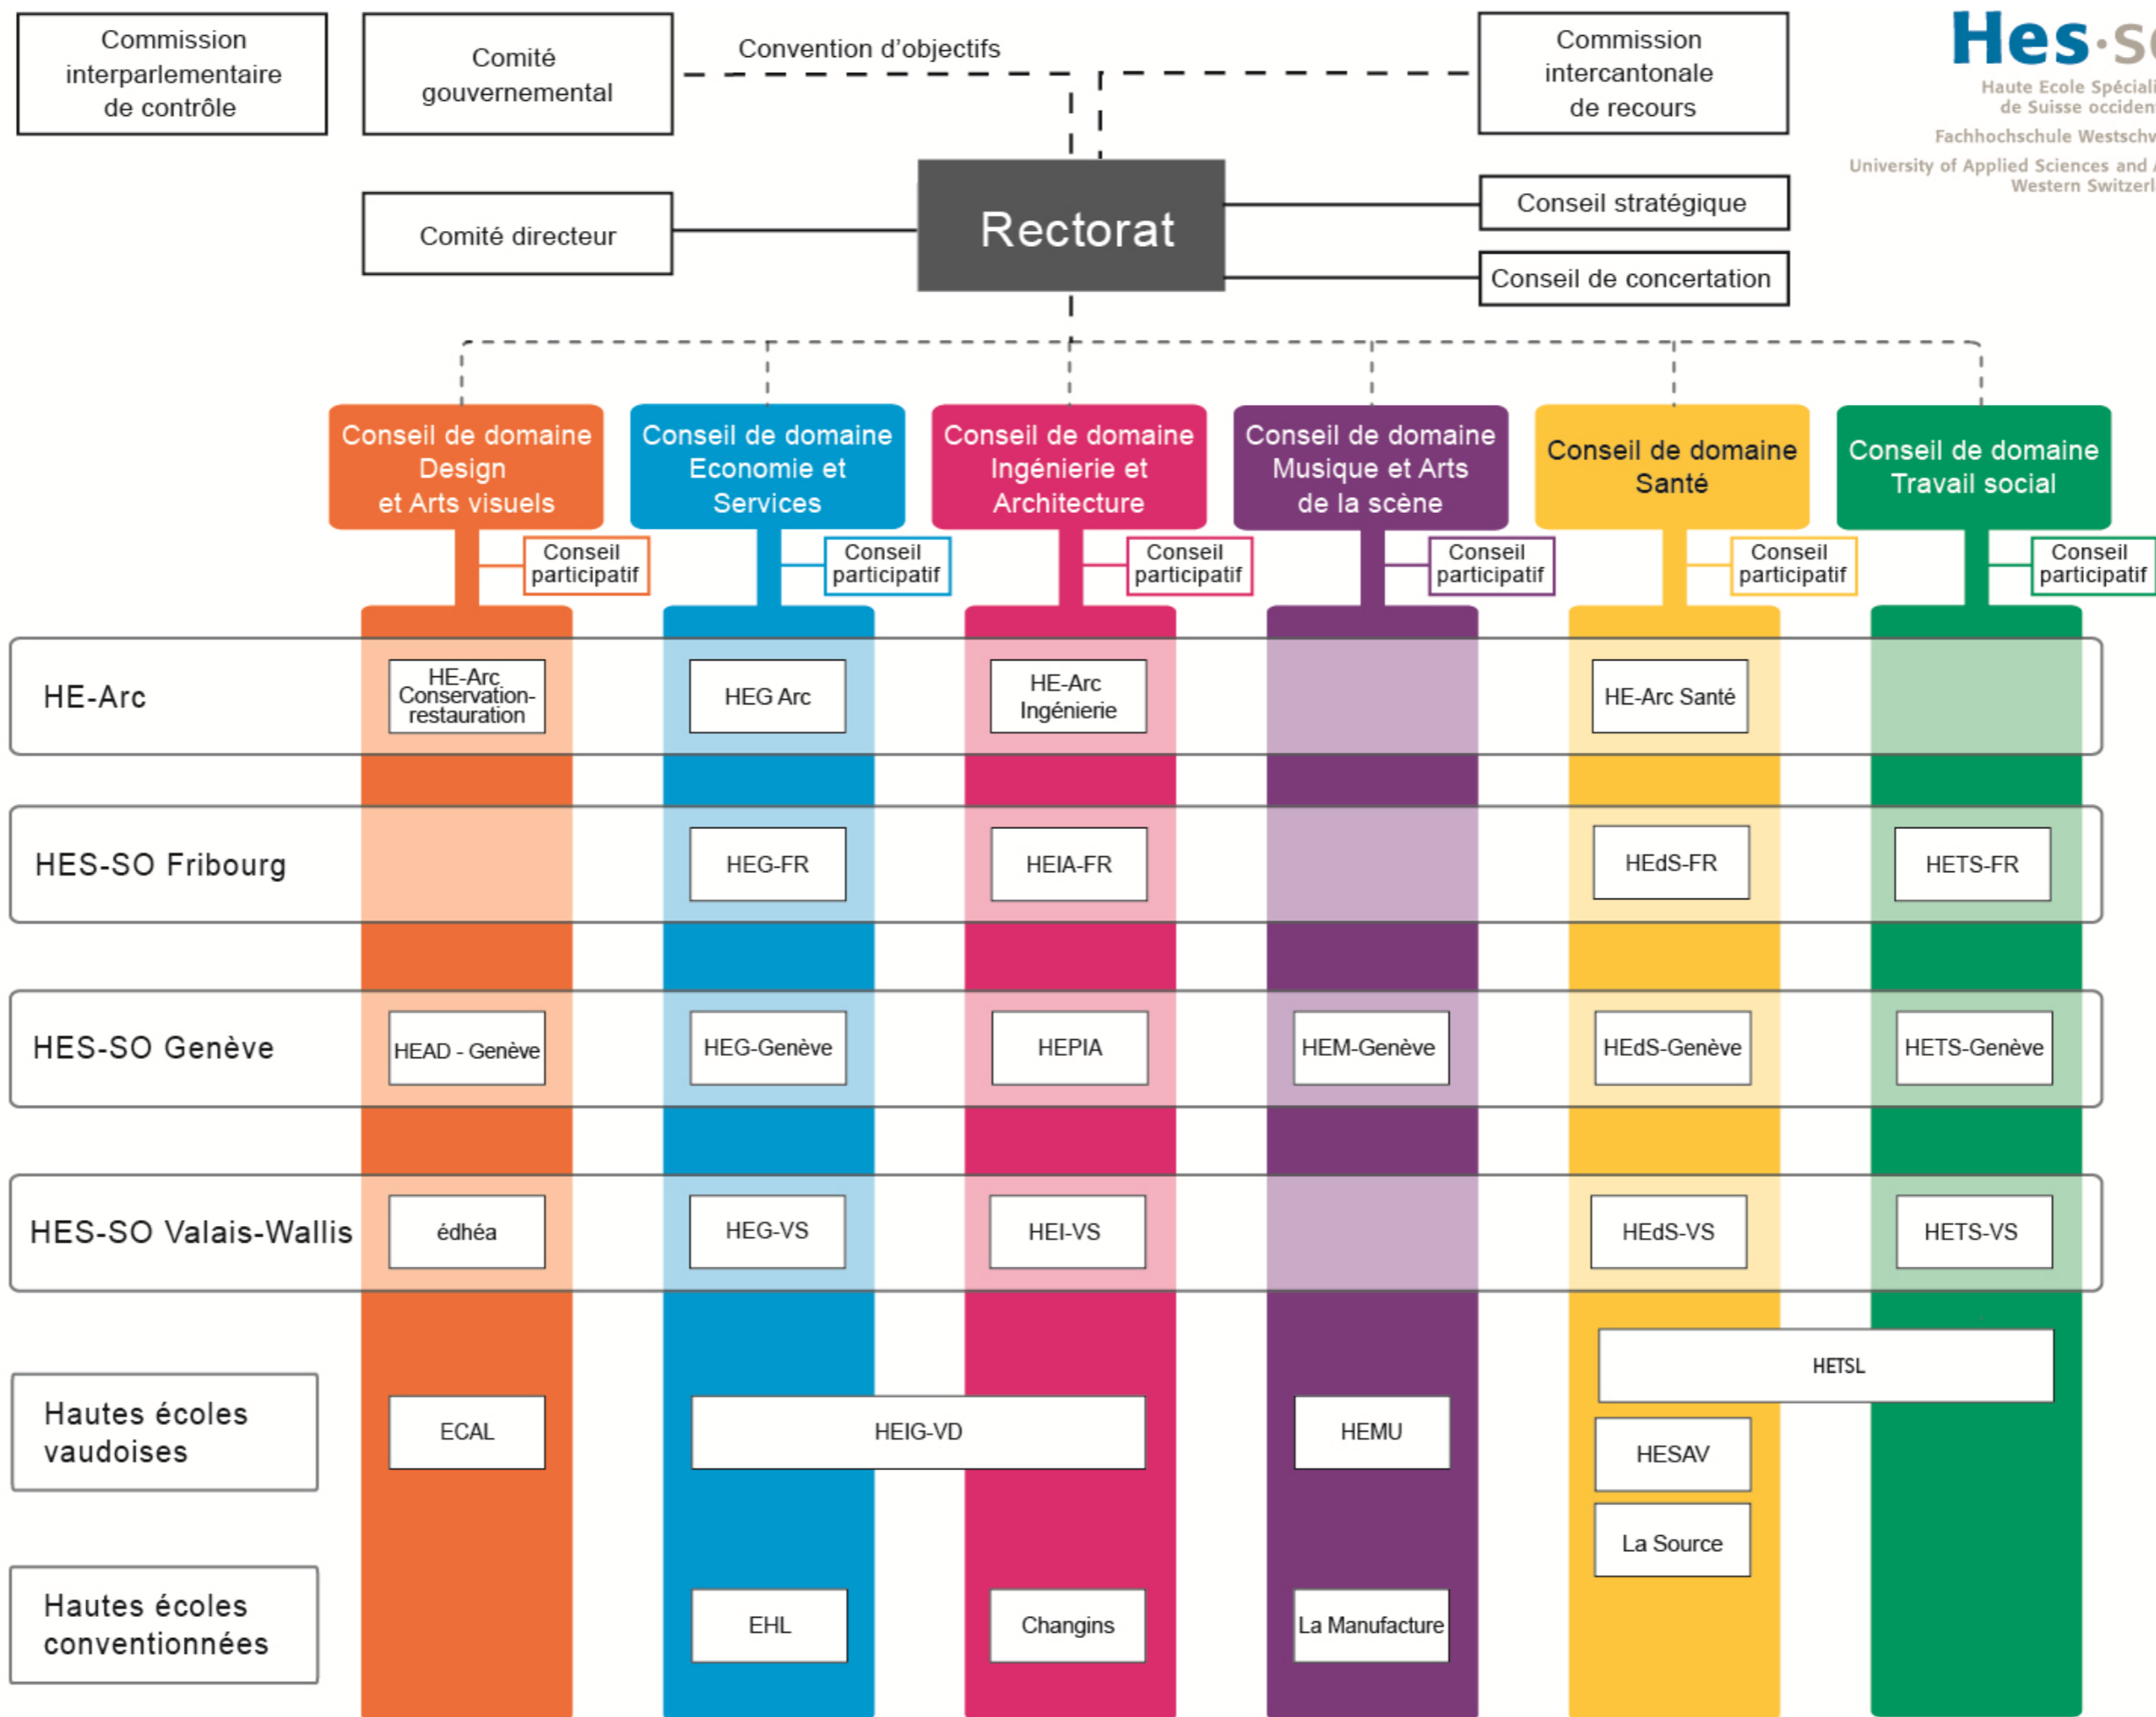 Commission
interparlementaire
de contrôle
Comité
gouvernemental
Convention d'objectifs
Commission
intercantonale
de recours
Hes·so
Haute Ecole Spéciali
de Suisse occident
Fachhochschule Westschw
University of Applied Sciences and A
Western Switzerl
Comité directeur
Rectorat
Conseil stratégique
Conseil de concertation
Conseil de domaine
Design
et Arts visuels
Conseil de domaine
Economie et
Services
Conseil de domaine
Ingénierie et
Architecture
Conseil de domaine
Musique et Arts
de la scène
Conseil de domaine
Santé
Conseil de domaine
Travail social
Conseil
participatif
Conseil
participatif
Conseil
participatif
Conseil
participatif
Conseil
participatif
Conseil
participatif
HE-Arc
HE-Arc
Conservation-
restauration
HEG Arc
HE-Arc
Ingénierie
HE-Arc Santé
HES-SO Fribourg
HEG-FR
HEIA-FR
HEdS-FR
HETS-FR
HES-SO Genève
HEAD - Genève
HEG-Genève
HEPIA
HEM-Genève
HEdS-Genève
HETS-Genève
HES-SO Valais-Wallis
édhéa
HEG-VS
HEI-VS
HEdS-VS
HETS-VS
Hautes écoles
vaudoises
ECAL
HEIG-VD
HEMU
HETSL
HESAV
La Source
Hautes écoles
conventionnées
EHL
Changins
La Manufacture